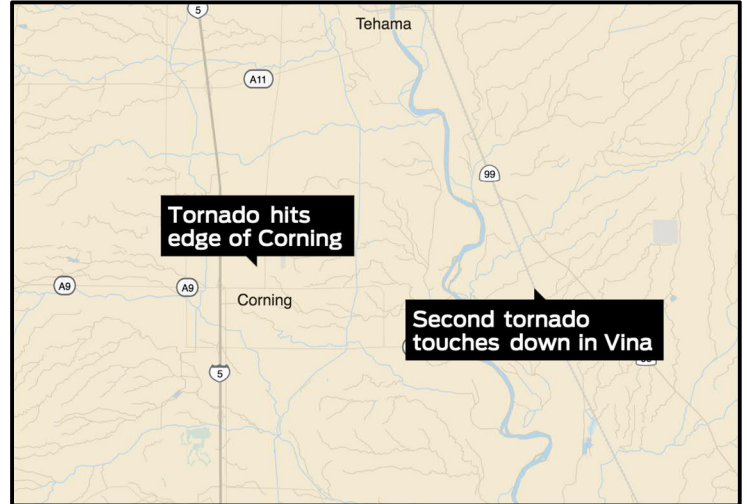 5
Tehama
A11
99
Tornado hits
edge of Corning
A9
A9
Corning
Second tornado
touches down in Vina
5